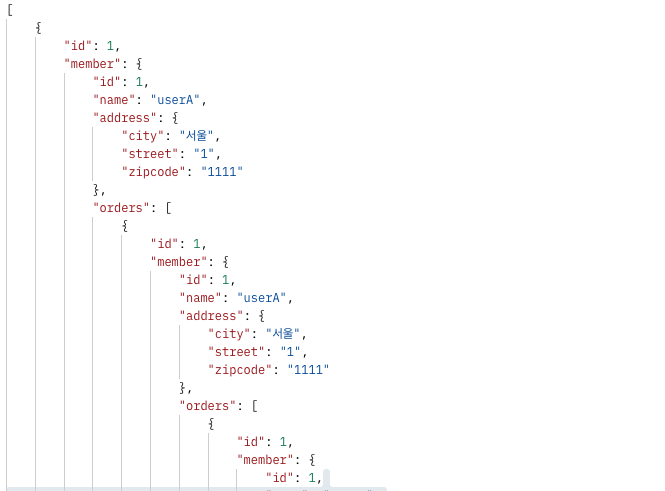 [
{
"id": 1,
"member": {
"id": 1,
"name": "userA",
"address": {
"city": "서울",
"street": "1",
"zipcode": "1111"
},
"orders": [
{
"id": 1,
"member": {
"id": 1,
"name": "userA",
"address": {
"city": "서울",
"street": "1",
"zipcode": "1111"
},
"orders": [
{
"id": 1,
"member": {
"id": 1,